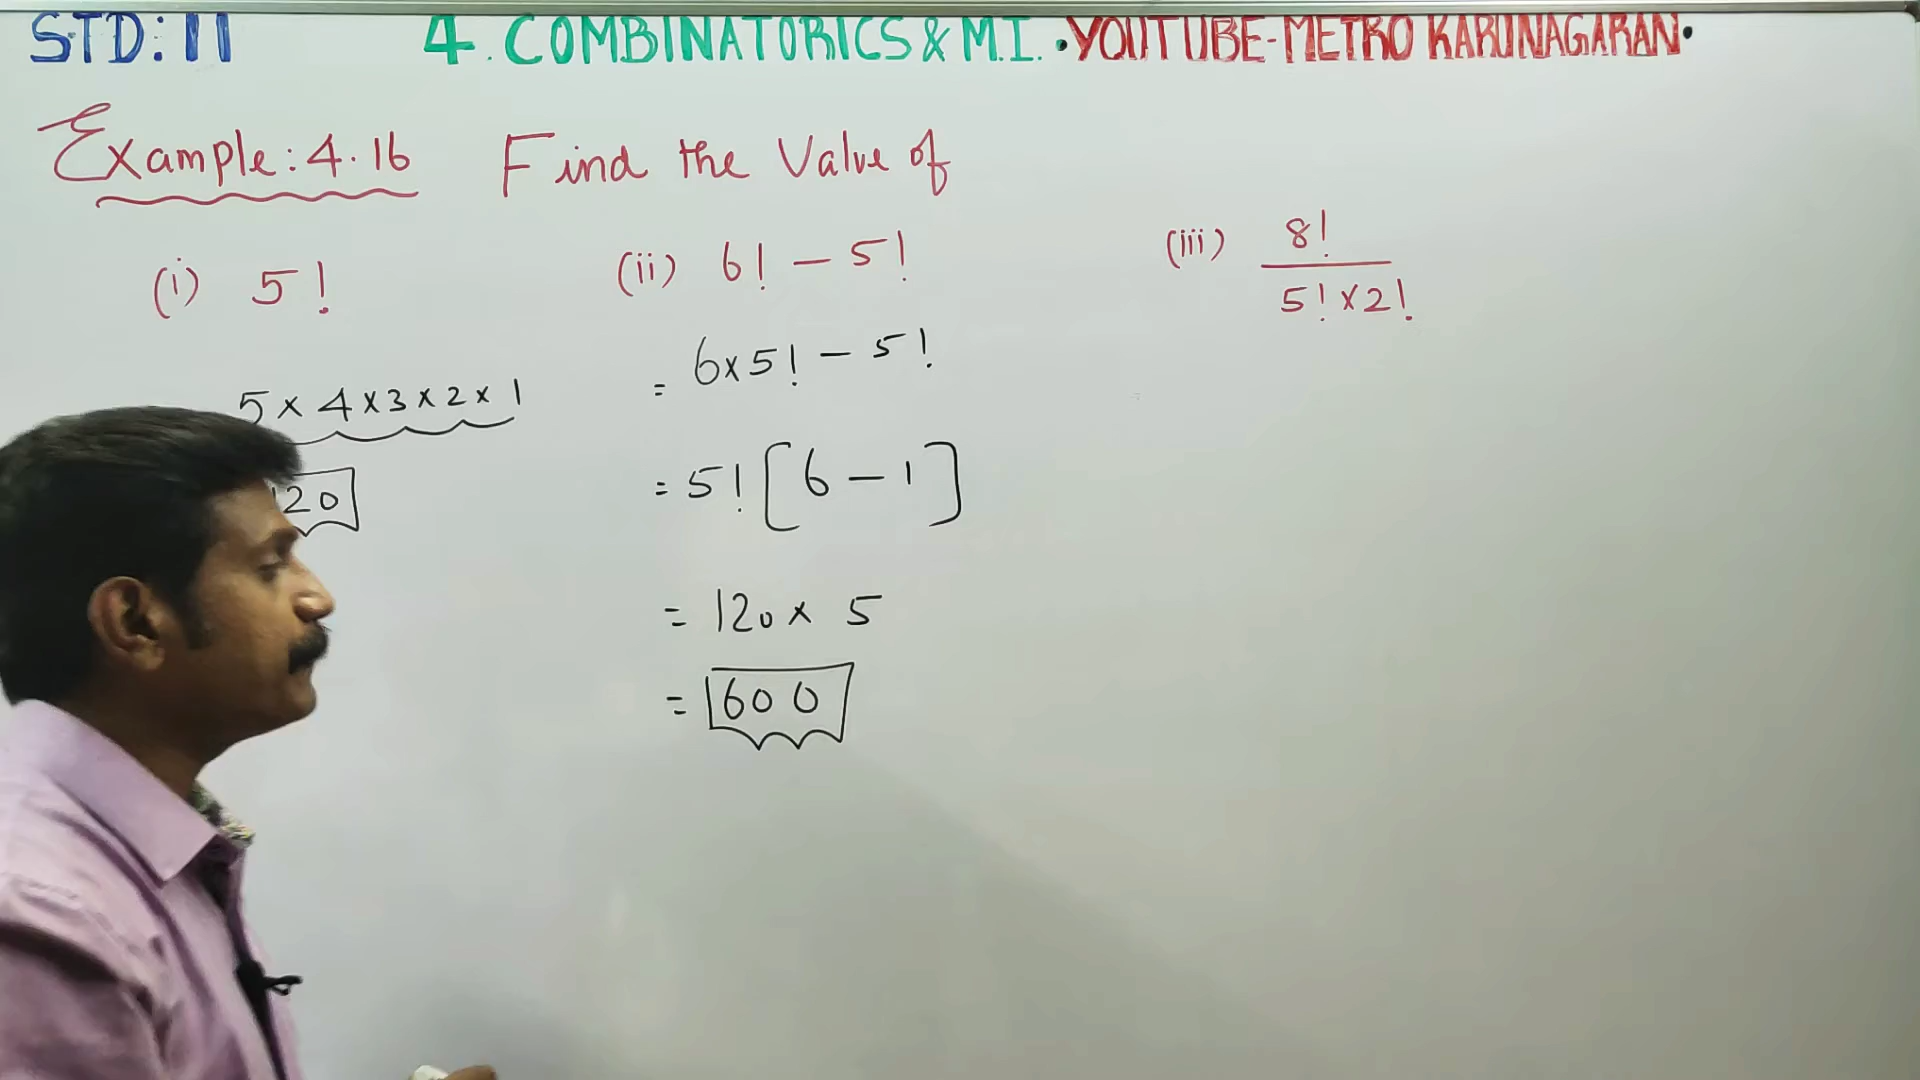 STD: 11 4. COMBINATORICS & M.I. • YOUTUBE-METRO KARUNAGARAN •
Example: 4.16 Find the Value of
(i) 5!
5 × 4 × 3 × 2 × 1
20
(ii) 6! – 5!
= 6×5! – 5!
= 5! [6 – 1]
= 120 × 5
= 600
(iii) 8!
5! × 2!